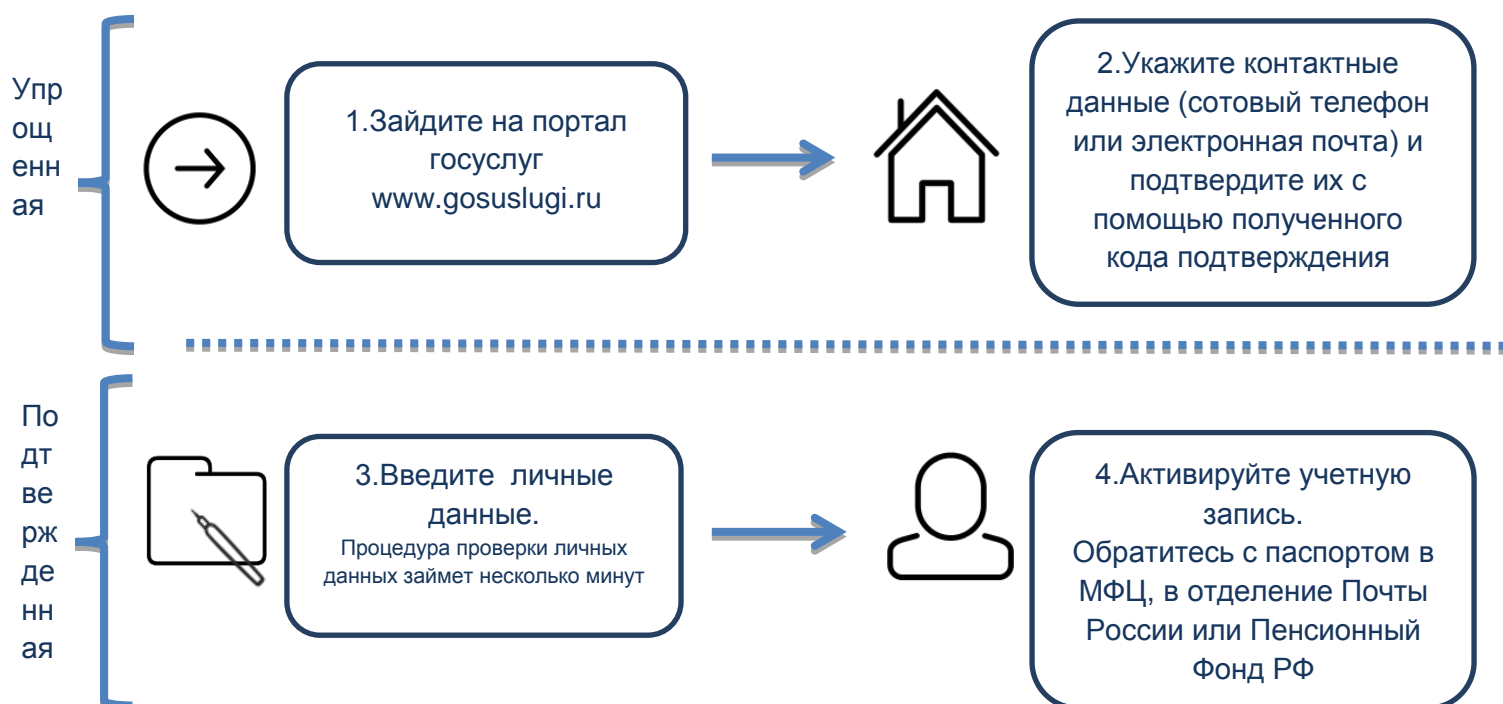 Упр
ощ
енн
ая
1.Зайдите на портал
госуслуг
www.gosuslugi.ru
2.Укажите контактные
данные (сотовый телефон
или электронная почта) и
подтвердите их с
помощью полученного
кода подтверждения
По
дт
ве
рж
де
нн
ая
3.Введите  личные
данные.
Процедура проверки личных
данных займет несколько минут
4.Активируйте учетную
запись.
Обратитесь с паспортом в
МФЦ, в отделение Почты
России или Пенсионный
Фонд РФ